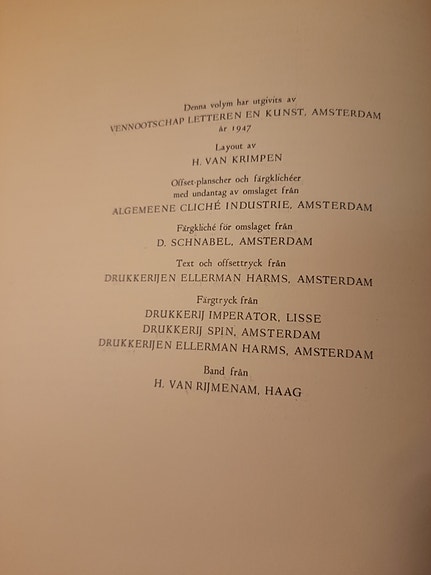 Denna volym har utgivits av
VENNOOTSCHAP LETTEREN EN KUNST, AMSTERDAM
år 1947
Layout av
H. VAN KRIMPEN
Offset-planscher och färgklichéer
med undantag av omslaget från
ALGEMEENE CLICHÉ INDUSTRIE, AMSTERDAM
Färgkliché för omslaget från
D. SCHNABEL, AMSTERDAM
Text och offsettryck från
DRUKKERIJEN ELLERMAN HARMS, AMSTERDAM
Färgtryck från
DRUKKERIJ IMPERATOR, LISSE
DRUKKERIJ SPIN, AMSTERDAM
DRUKKERIJEN ELLERMAN HARMS, AMSTERDAM
Band från
H. VAN RIJMENAM, HAAG